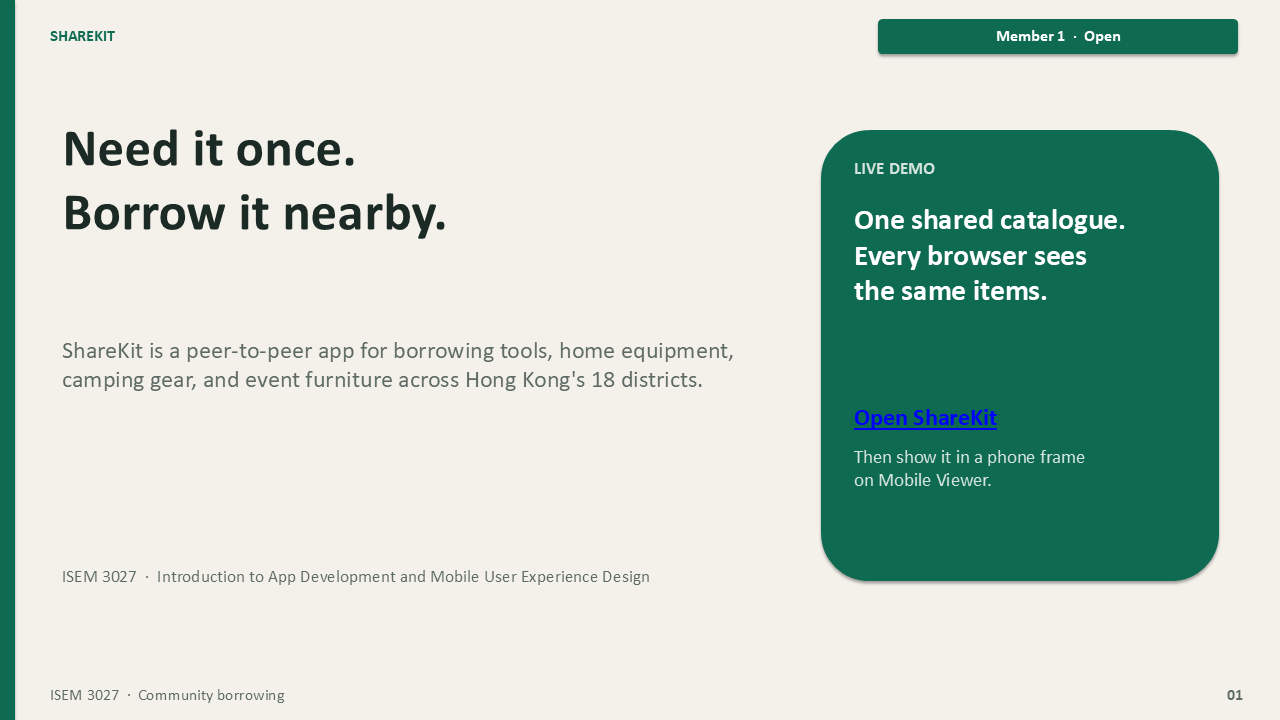 SHAREKIT
Member 1 · Open
Need it once.
Borrow it nearby.
ShareKit is a peer-to-peer app for borrowing tools, home equipment,
camping gear, and event furniture across Hong Kong's 18 districts.
ISEM 3027 · Introduction to App Development and Mobile User Experience Design
LIVE DEMO
One shared catalogue.
Every browser sees
the same items.
Open ShareKit
Then show it in a phone frame
on Mobile Viewer.
ISEM 3027 · Community borrowing
01